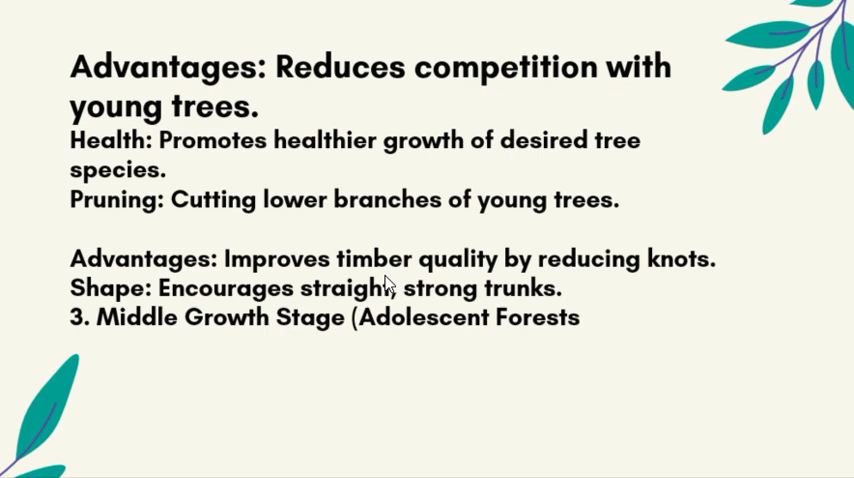 Advantages: Reduces competition with
young trees.
Health: Promotes healthier growth of desired tree
species.
Pruning: Cutting lower branches of young trees.
Advantages: Improves timber quality by reducing knots.
Shape: Encourages straight, strong trunks.
3. Middle Growth Stage (Adolescent Forests